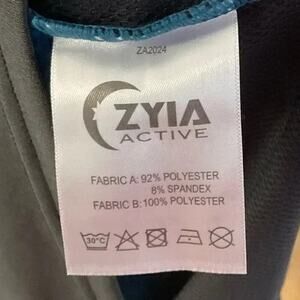 ZA2024
ZYIA
ACTIVE
FABRIC A: 92% POLYESTER
8% SPANDEX
FABRIC B: 100% POLYESTER
30°C